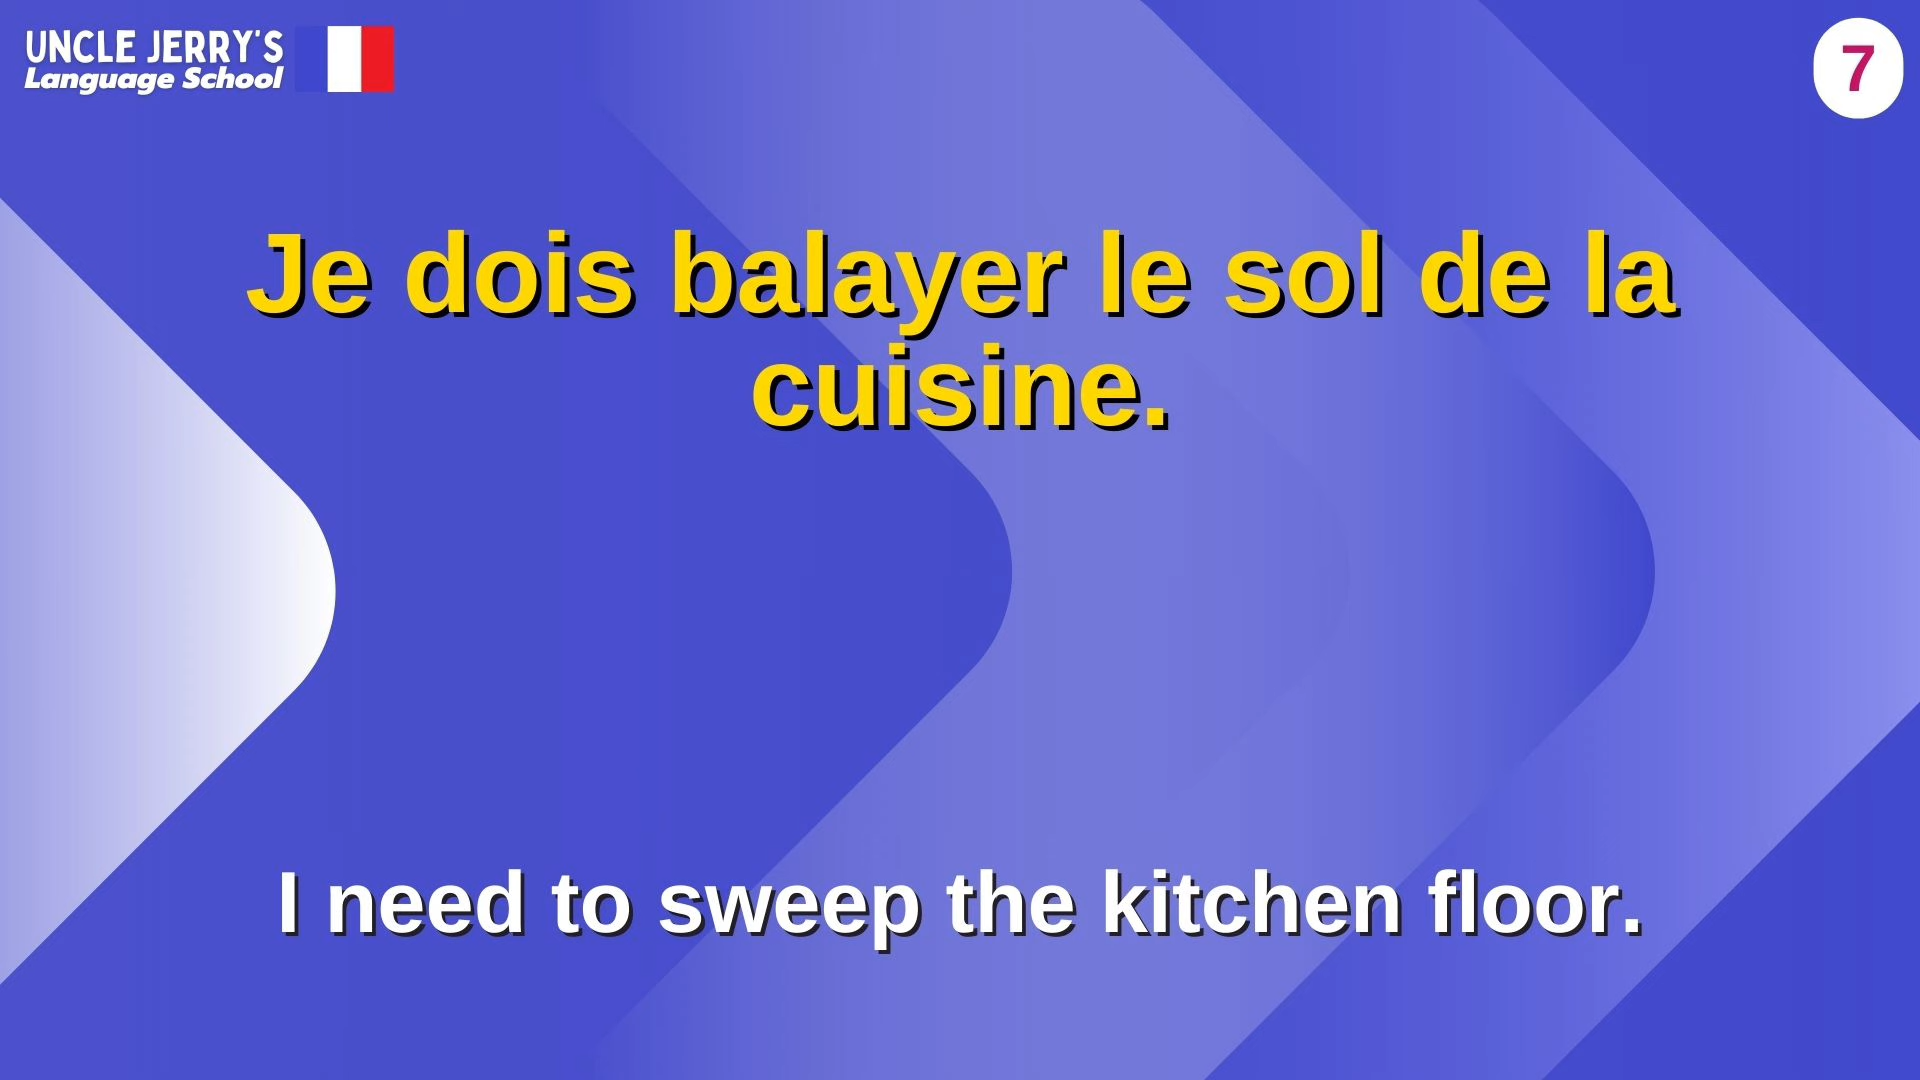 UNCLE JERRY'S
Language School
7
Je dois balayer le sol de la
cuisine.
I need to sweep the kitchen floor.